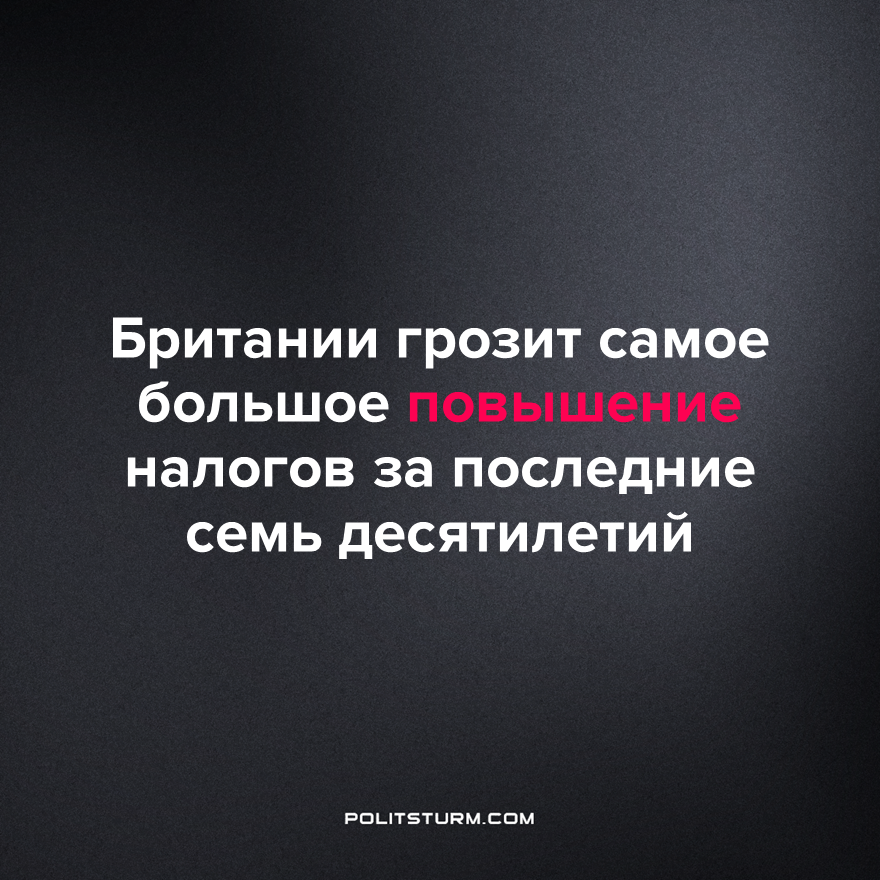 Британии грозит самое
большое повышение
налогов за последние
семь десятилетий
POLITSTURM.COM